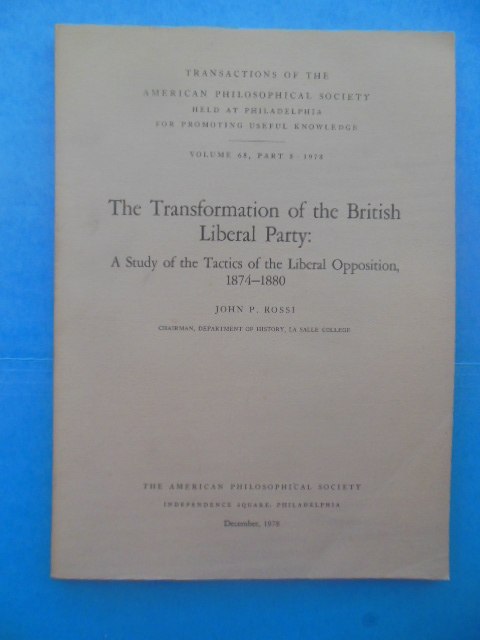 TRANSACTIONS OF THE
AMERICAN PHILOSOPHICAL SOCIETY
HELD AT PHILADELPHIA
FOR PROMOTING USEFUL KNOWLEDGE
VOLUME 68, PART 8 · 1978
The Transformation of the British
Liberal Party:
A Study of the Tactics of the Liberal Opposition,
1874–1880
JOHN P. ROSSI
CHAIRMAN, DEPARTMENT OF HISTORY, LA SALLE COLLEGE
THE AMERICAN PHILOSOPHICAL SOCIETY
INDEPENDENCE SQUARE, PHILADELPHIA
December, 1978